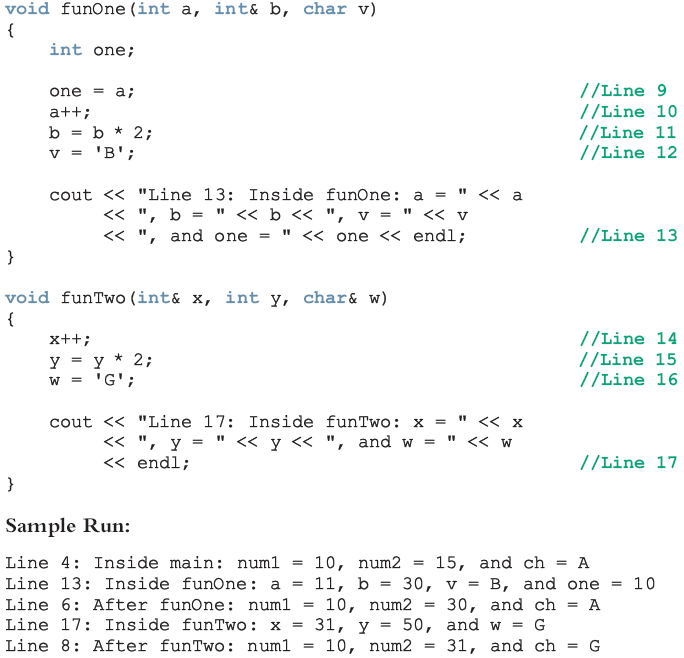 void funOne(int a, int& b, char v)
{
    int one;

    one = a;                                          //Line 9
    a++;                                              //Line 10
    b = b * 2;                                        //Line 11
    v = 'B';                                          //Line 12

    cout << "Line 13: Inside funOne: a = " << a
         << ", b = " << b << ", v = " << v
         << ", and one = " << one << endl;            //Line 13
}

void funTwo(int& x, int y, char& w)
{
    x++;                                              //Line 14
    y = y * 2;                                        //Line 15
    w = 'G';                                          //Line 16

    cout << "Line 17: Inside funTwo: x = " << x
         << ", y = " << y << ", and w = " << w
         << endl;                                     //Line 17
}

Sample Run:

Line 4: Inside main: num1 = 10, num2 = 15, and ch = A
Line 13: Inside funOne: a = 11, b = 30, v = B, and one = 10
Line 6: After funOne: num1 = 10, num2 = 30, and ch = A
Line 17: Inside funTwo: x = 31, y = 50, and w = G
Line 8: After funTwo: num1 = 10, num2 = 31, and ch = G